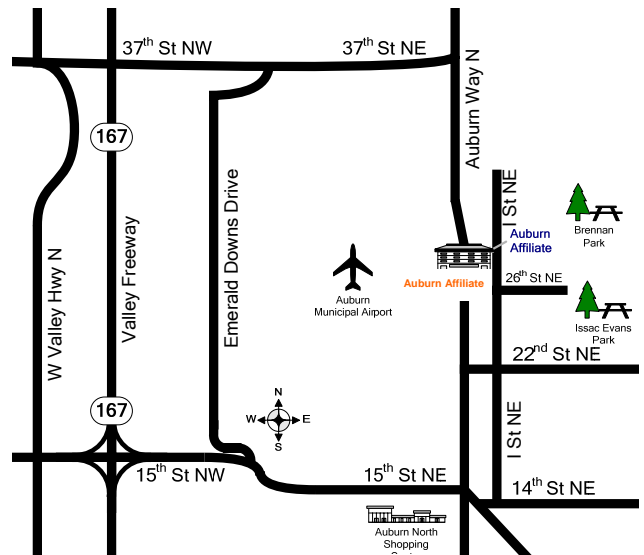 37th St NW
37th St NE
Auburn Way N
167
I St NE
Brennan
Park
Auburn
Affiliate
W Valley Hwy N
Valley Freeway
Emerald Downs Drive
Auburn
Municipal Airport
Auburn Affiliate
26th St NE
Issac Evans
Park
22nd St NE
N
W
E
S
167
I St NE
15th St NW
15th St NE
14th St NE
Auburn North
Shopping